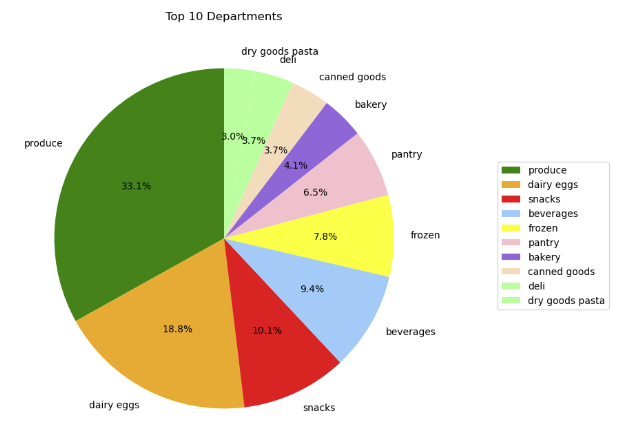 Top 10 Departments
dry goods pasta
deli
canned goods
bakery
pantry
frozen
beverages
snacks
dairy eggs
produce
3.0%
3.7%
3.7%
4.1%
6.5%
7.8%
9.4%
10.1%
18.8%
33.1%
produce
dairy eggs
snacks
beverages
frozen
pantry
bakery
canned goods
deli
dry goods pasta